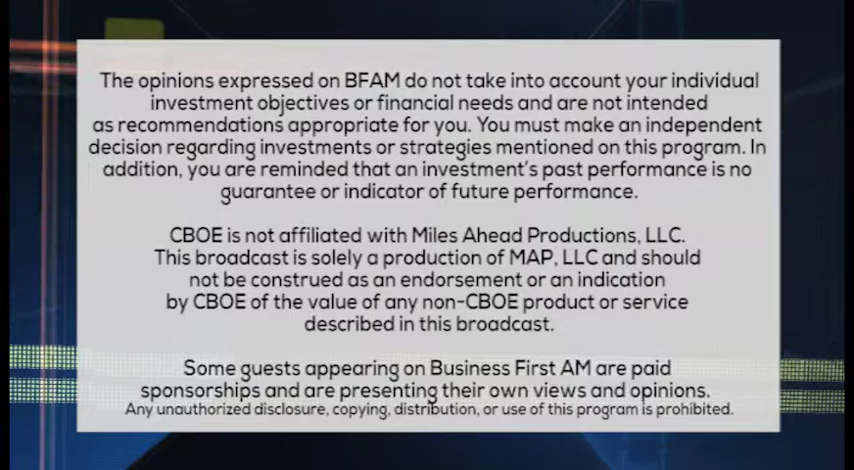 The opinions expressed on BFAM do not take into account your individual
investment objectives or financial needs and are not intended
as recommendations appropriate for you. You must make an independent
decision regarding investments or strategies mentioned on this program. In
addition, you are reminded that an investment's past performance is no
guarantee or indicator of future performance.
CBOE is not affiliated with Miles Ahead Productions, LLC.
This broadcast is solely a production of MAP, LLC and should
not be construed as an endorsement or an indication
by CBOE of the value of any non-CBOE product or service
described in this broadcast.
Some guests appearing on Business First AM are paid
sponsorships and are presenting their own views and opinions.
Any unauthorized disclosure, copying, distribution, or use of this program is prohibited.